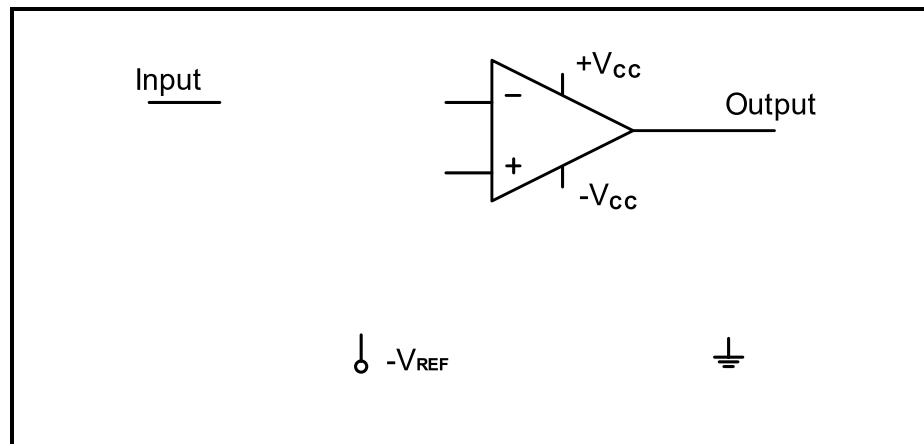 Input
+VCC
−
Output
+
-VCC
-VREF